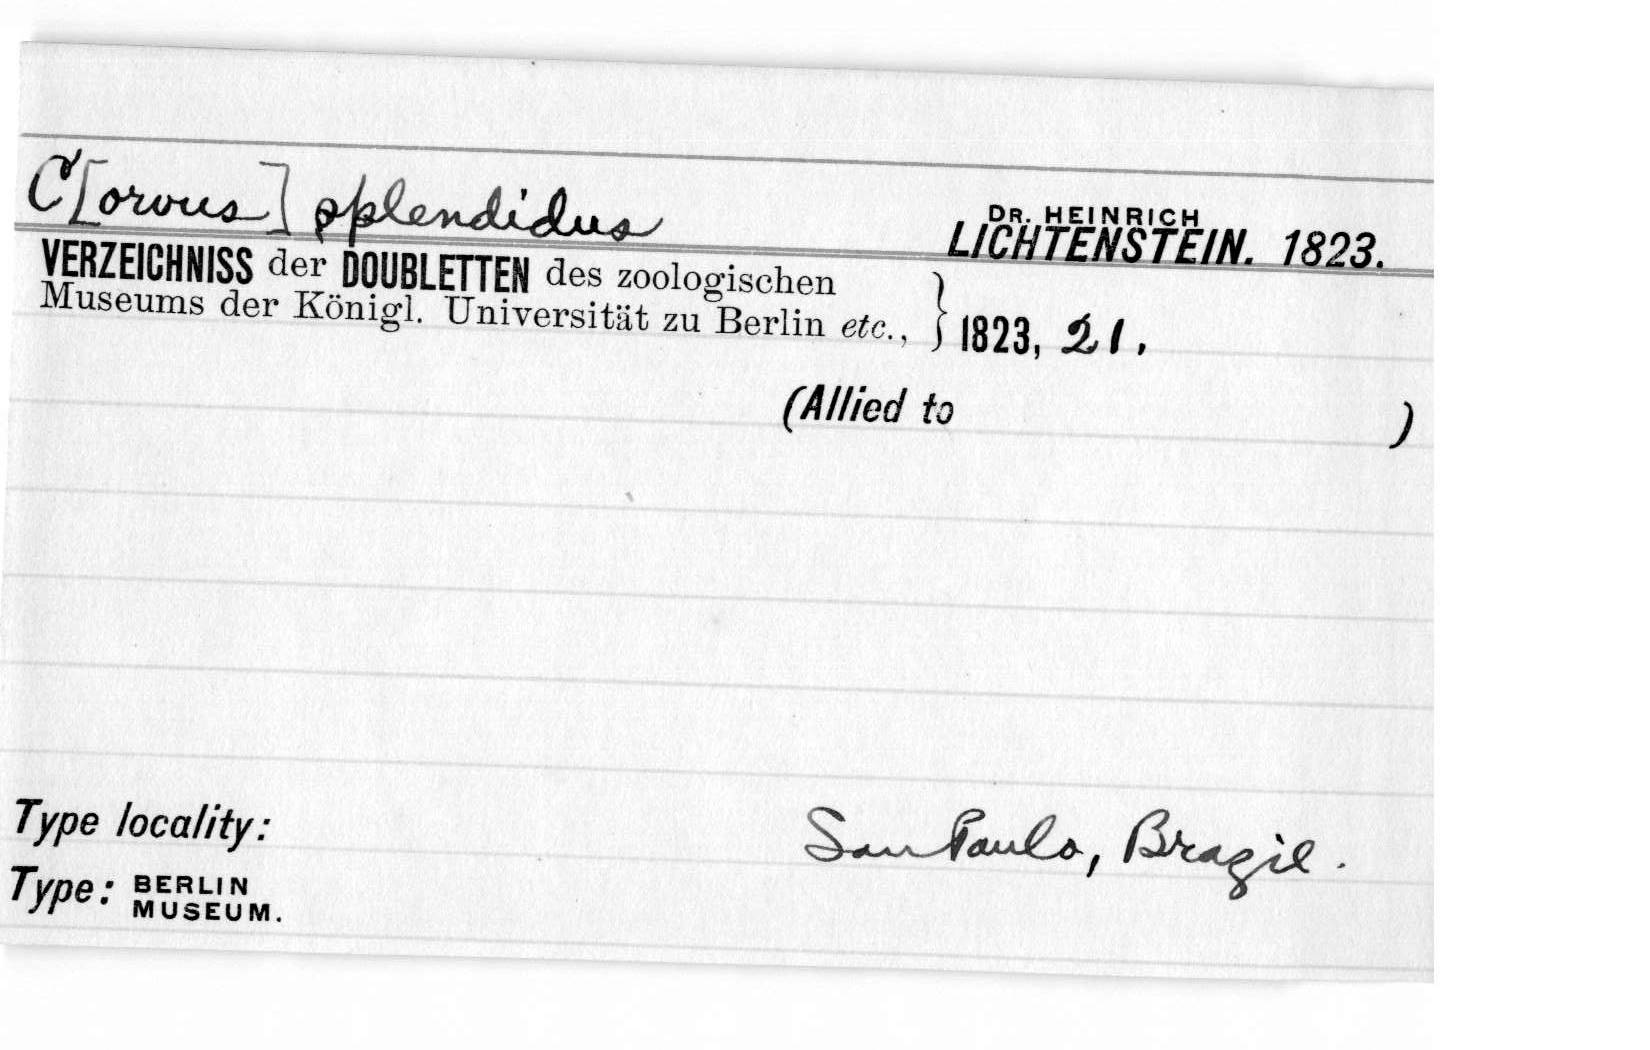 C[orvus] splendidus
DR. HEINRICH
LICHTENSTEIN. 1823.
VERZEICHNISS der DOUBLETTEN des zoologischen
Museums der Königl. Universität zu Berlin etc., } 1823, 21.
(Allied to )
Type locality: San Paulo, Brazil.
Type: BERLIN
MUSEUM.